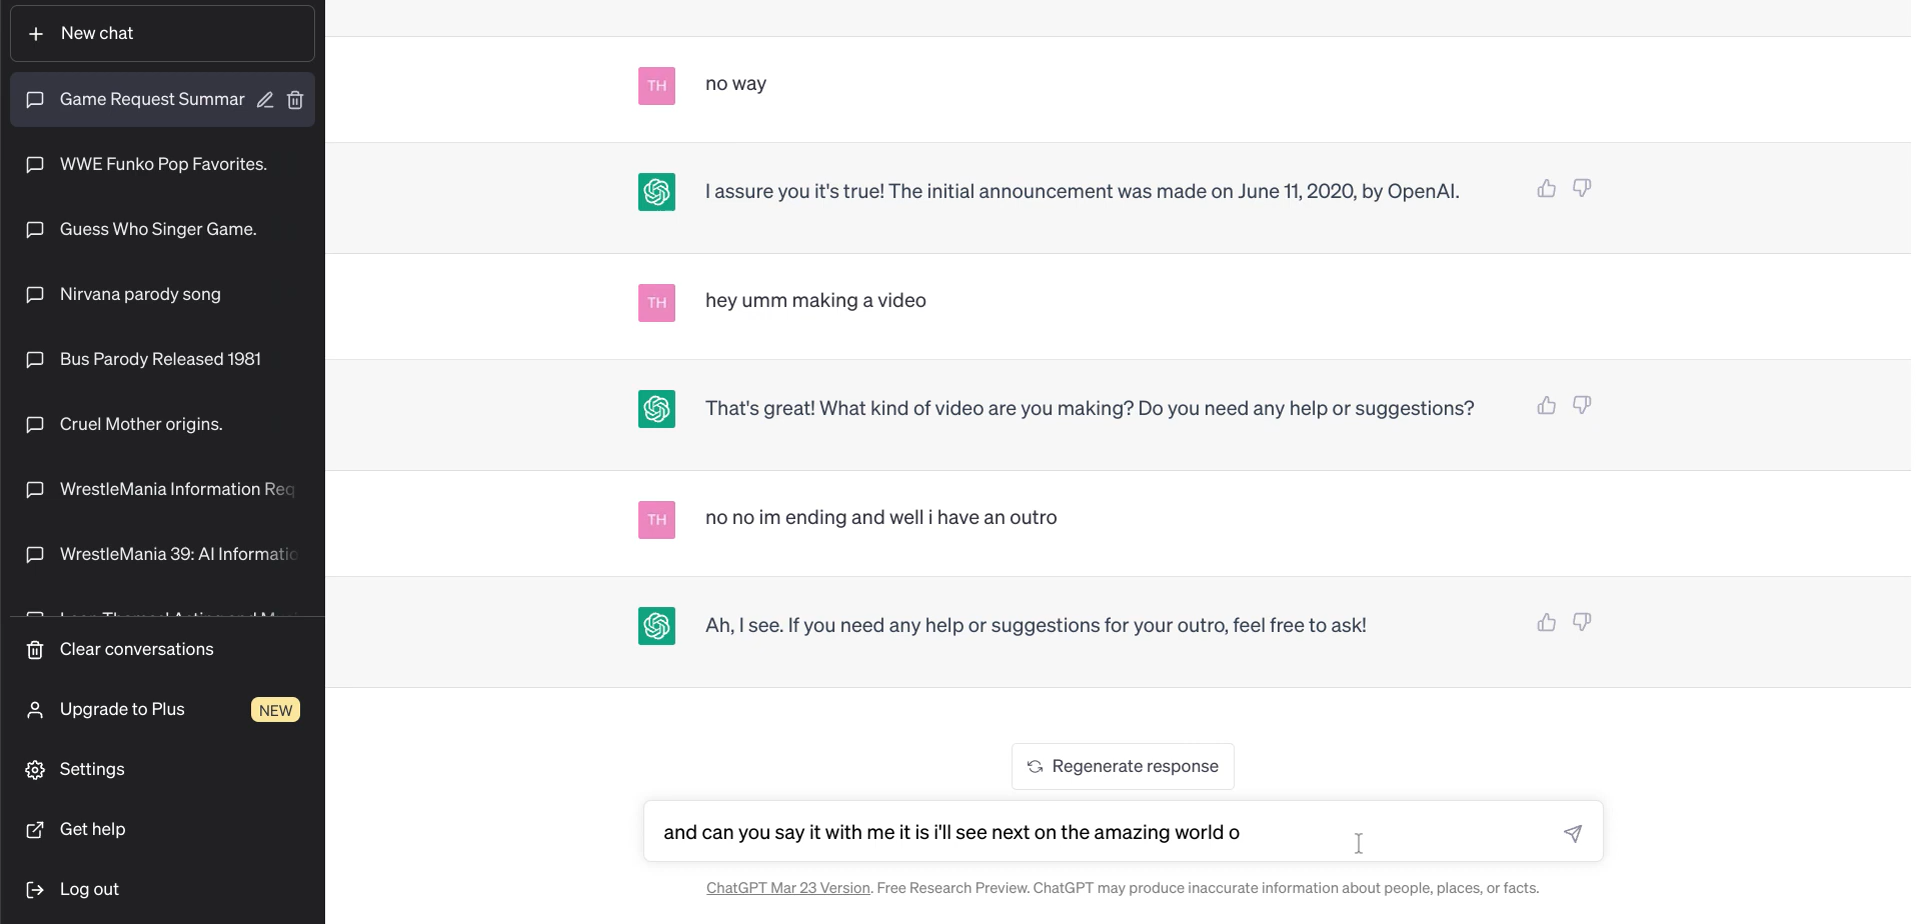 New chat
Game Request Summar
WWE Funko Pop Favorites.
Guess Who Singer Game.
Nirvana parody song
Bus Parody Released 1981
Cruel Mother origins.
WrestleMania Information Req
WrestleMania 39: AI Informatio
Clear conversations
Upgrade to Plus NEW
Settings
Get help
Log out
TH no way
I assure you it's true! The initial announcement was made on June 11, 2020, by OpenAI.
TH hey umm making a video
That's great! What kind of video are you making? Do you need any help or suggestions?
TH no no im ending and well i have an outro
Ah, I see. If you need any help or suggestions for your outro, feel free to ask!
Regenerate response
and can you say it with me it is i'll see next on the amazing world o
ChatGPT Mar 23 Version. Free Research Preview. ChatGPT may produce inaccurate information about people, places, or facts.